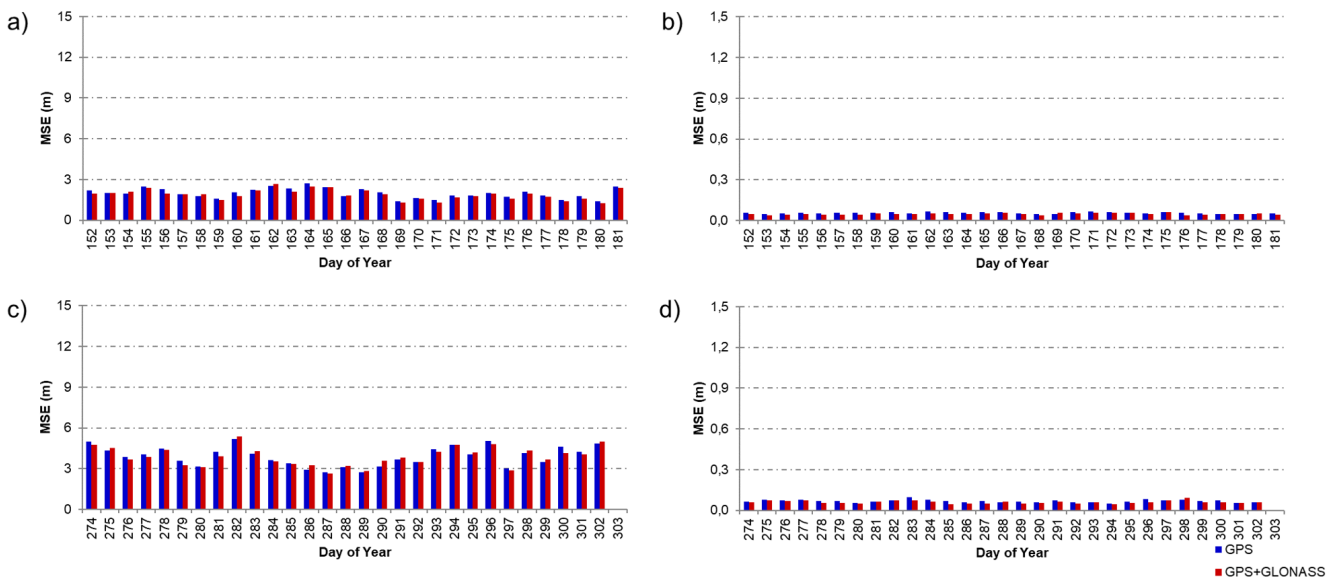 a)
MSE (m)
15
12
9
6
3
0
152 153 154 155 156 157 158 159 160 161 162 163 164 165 166 167 168 169 170 171 172 173 174 175 176 177 178 179 180 181
Day of Year
b)
MSE (m)
1,5
1,2
0,9
0,6
0,3
0,0
152 153 154 155 156 157 158 159 160 161 162 163 164 165 166 167 168 169 170 171 172 173 174 175 176 177 178 179 180 181
Day of Year
c)
MSE (m)
15
12
9
6
3
0
274 275 276 277 278 279 280 281 282 283 284 285 286 287 288 289 290 291 292 293 294 295 296 297 298 299 300 301 302 303
Day of Year
d)
MSE (m)
1,5
1,2
0,9
0,6
0,3
0,0
274 275 276 277 278 279 280 281 282 283 284 285 286 287 288 289 290 291 292 293 294 295 296 297 298 299 300 301 302 303
Day of Year
GPS
GPS+GLONASS